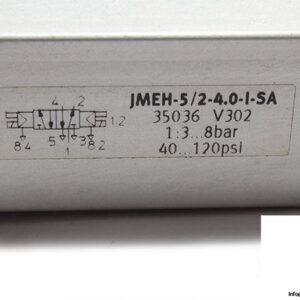 JMEH-5/2-4.0-I-SA
35036 V302
1:3...8bar
40...120psi
4 2
12
84 5 3 82
1